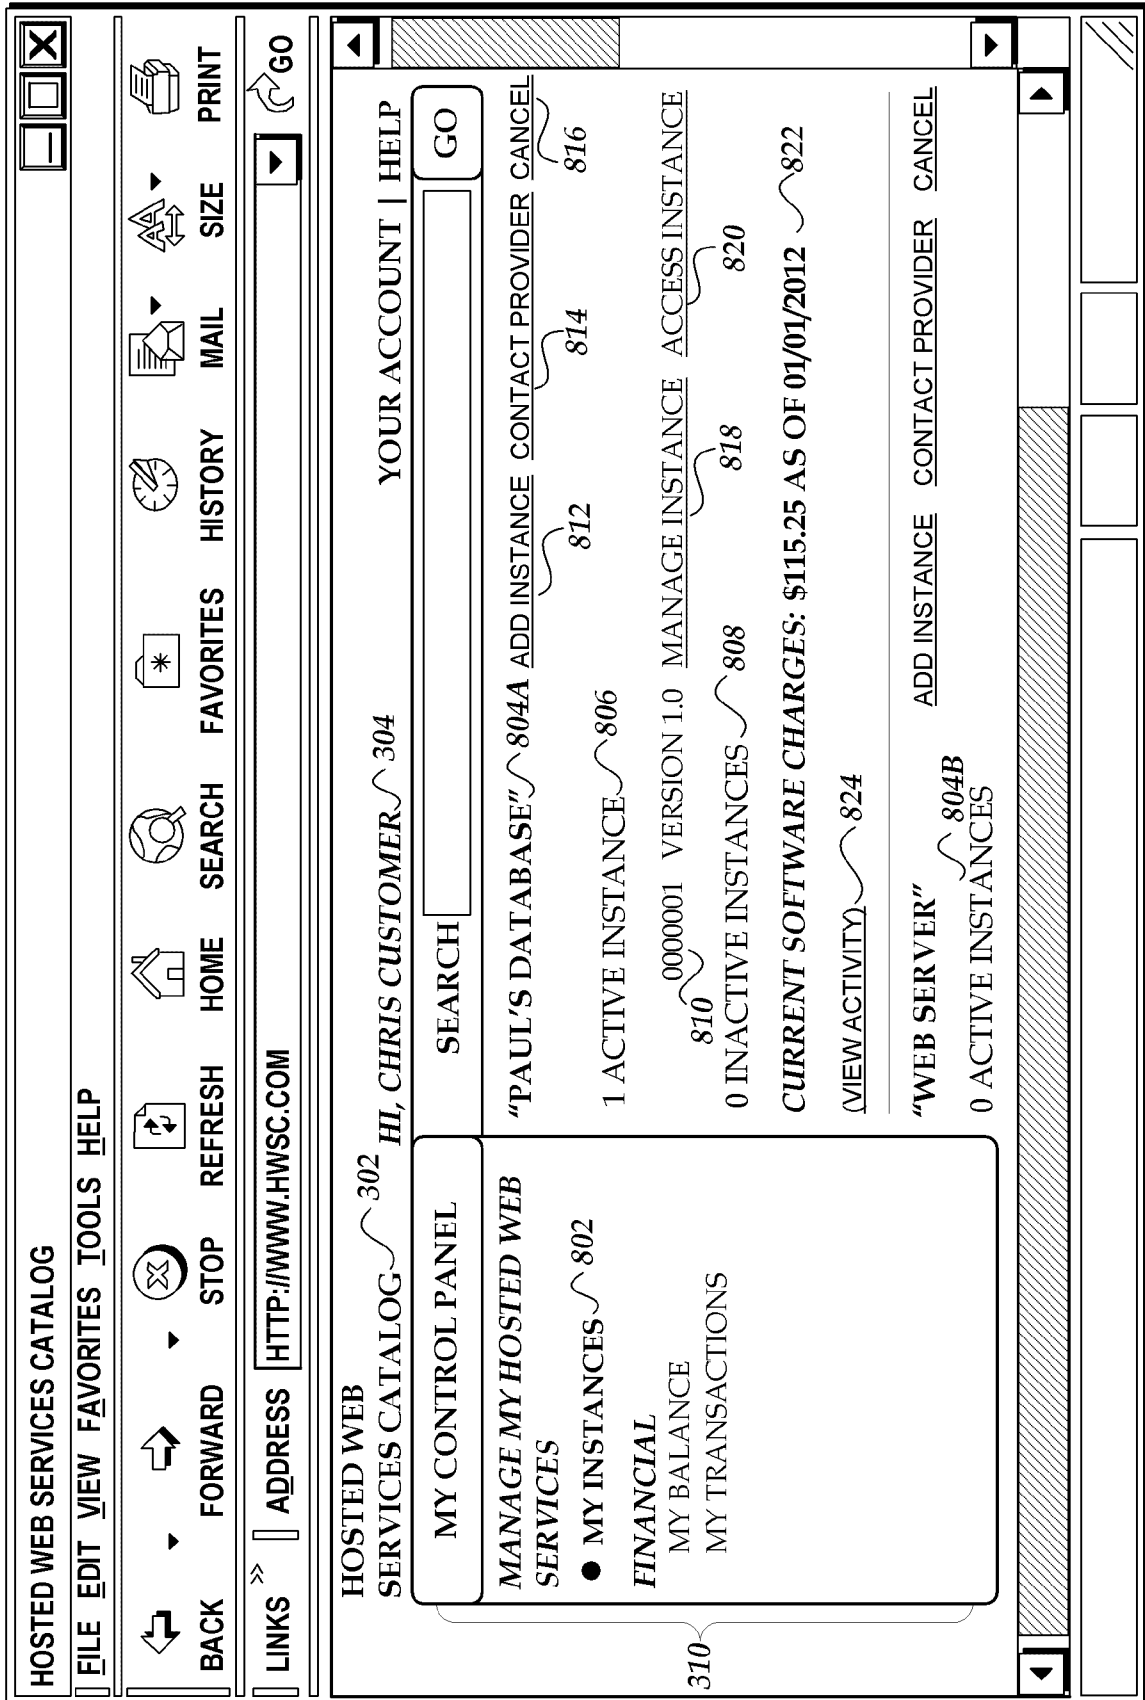 HOSTED WEB SERVICES CATALOG
FILE EDIT VIEW FAVORITES TOOLS HELP
BACK FORWARD STOP REFRESH HOME SEARCH FAVORITES HISTORY MAIL SIZE PRINT
LINKS >> ADDRESS HTTP://WWW.HWSC.COM GO
HOSTED WEB
SERVICES CATALOG 302 HI, CHRIS CUSTOMER 304 YOUR ACCOUNT | HELP
MY CONTROL PANEL
SEARCH GO
MANAGE MY HOSTED WEB
SERVICES
MY INSTANCES 802
FINANCIAL
MY BALANCE
MY TRANSACTIONS
310
"PAUL'S DATABASE" 804A ADD INSTANCE CONTACT PROVIDER CANCEL
812 814 816
1 ACTIVE INSTANCE 806
0000001 VERSION 1.0 MANAGE INSTANCE ACCESS INSTANCE
810 818 820
0 INACTIVE INSTANCES 808
CURRENT SOFTWARE CHARGES: $115.25 AS OF 01/01/2012 822
(VIEW ACTIVITY) 824
"WEB SERVER" 804B ADD INSTANCE CONTACT PROVIDER CANCEL
0 ACTIVE INSTANCES